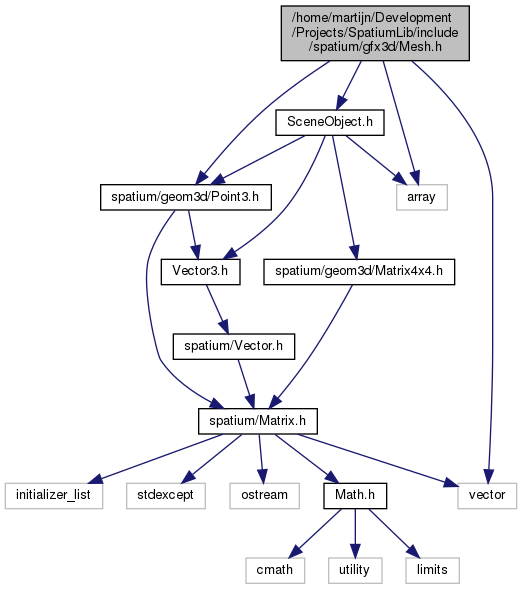 /home/martijn/Development
/Projects/SpatiumLib/include
/spatium/gfx3d/Mesh.h
SceneObject.h
spatium/geom3d/Point3.h
array
Vector3.h
spatium/geom3d/Matrix4x4.h
spatium/Vector.h
spatium/Matrix.h
initializer_list
stdexcept
ostream
Math.h
vector
cmath
utility
limits